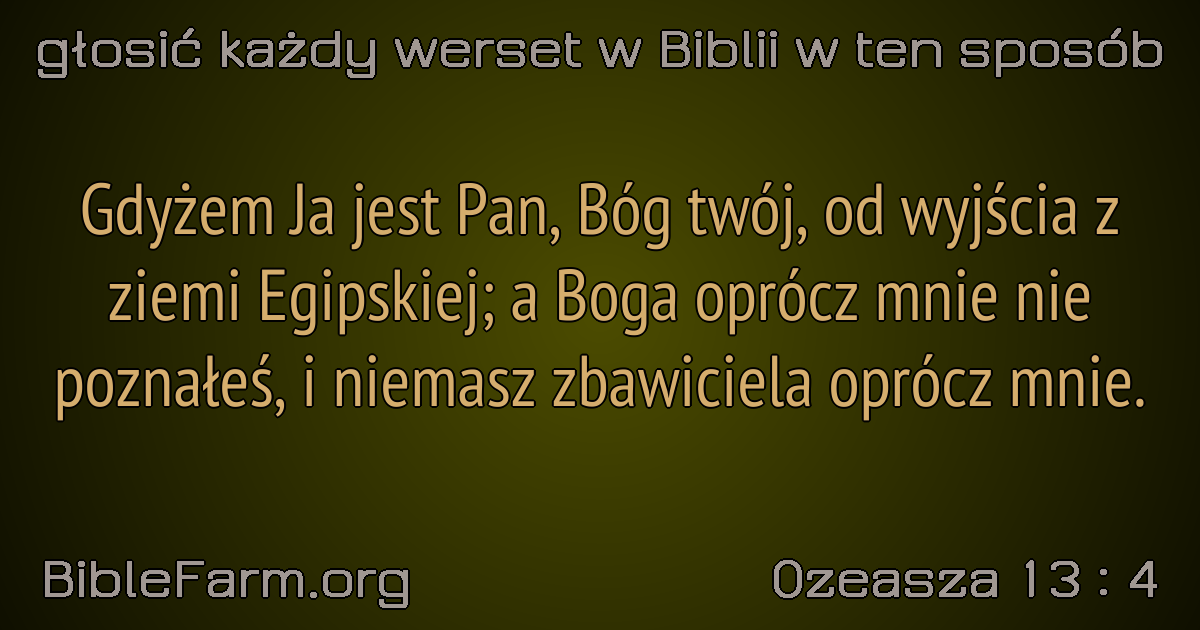 głosić każdy werset w Biblii w ten sposób
Gdyżem Ja jest Pan, Bóg twój, od wyjścia z
ziemi Egipskiej; a Boga oprócz mnie nie
poznałeś, i niemasz zbawiciela oprócz mnie.
BibleFarm.org
Ozeasza 13 : 4